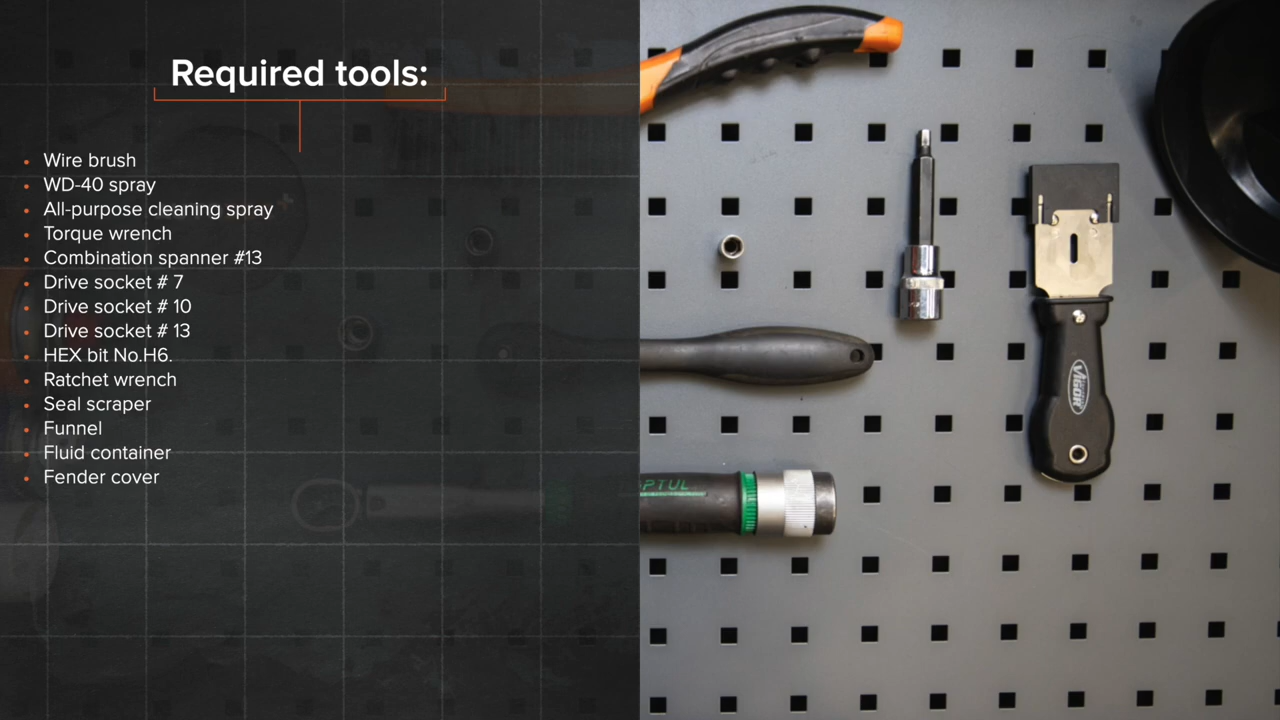 Required tools:
Wire brush
WD-40 spray
All-purpose cleaning spray
Torque wrench
Combination spanner #13
Drive socket # 7
Drive socket # 10
Drive socket # 13
HEX bit No.H6.
Ratchet wrench
Seal scraper
Funnel
Fluid container
Fender cover
VIGOR
OPTUL